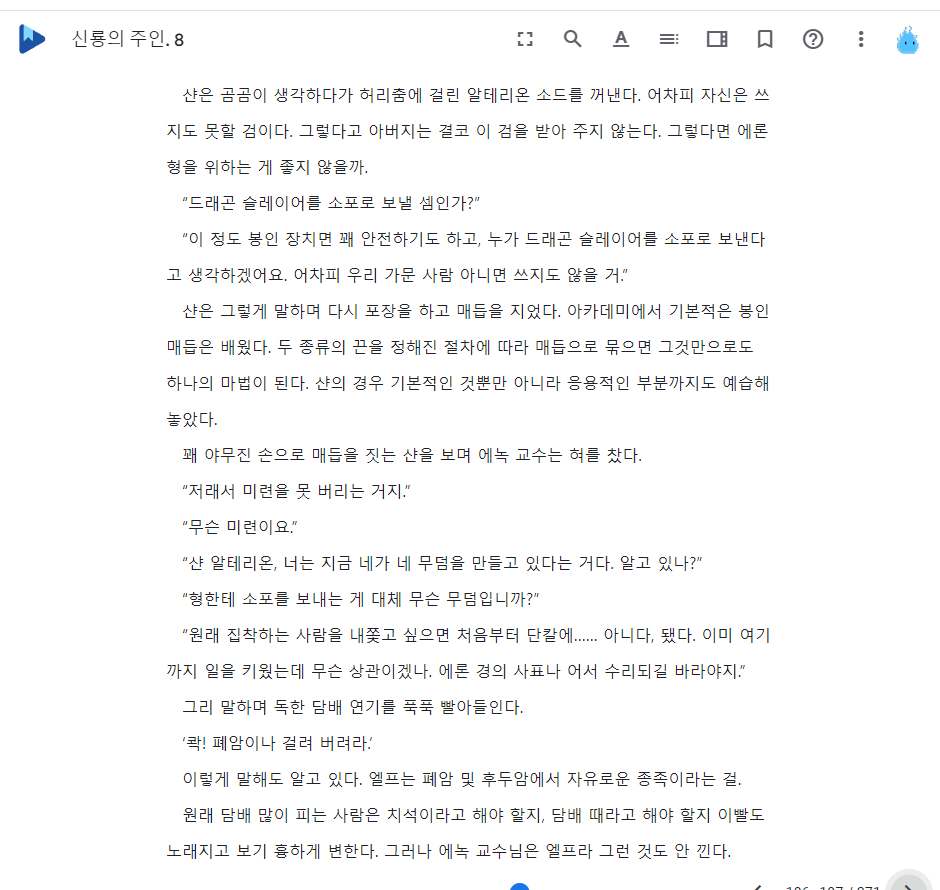 신룡의 주인. 8
샨은 곰곰이 생각하다가 허리춤에 걸린 알테리온 소드를 꺼낸다. 어차피 자신은 쓰
지도 못할 검이다. 그렇다고 아버지는 결코 이 검을 받아 주지 않는다. 그렇다면 에론
형을 위하는 게 좋지 않을까.
“드래곤 슬레이어를 소포로 보낼 셈인가?”
“이 정도 봉인 장치면 꽤 안전하기도 하고, 누가 드래곤 슬레이어를 소포로 보낸다
고 생각하겠어요. 어차피 우리 가문 사람 아니면 쓰지도 않을 거.”
샨은 그렇게 말하며 다시 포장을 하고 매듭을 지었다. 아카데미에서 기본적은 봉인
매듭은 배웠다. 두 종류의 끈을 정해진 절차에 따라 매듭으로 묶으면 그것만으로도
하나의 마법이 된다. 샨의 경우 기본적인 것뿐만 아니라 응용적인 부분까지도 예습해
놓았다.
꽤 야무진 손으로 매듭을 짓는 샨을 보며 에녹 교수는 혀를 찼다.
“저래서 미련을 못 버리는 거지.”
“무슨 미련이요.”
“샨 알테리온, 너는 지금 네가 네 무덤을 만들고 있다는 거다. 알고 있나?”
“형한테 소포를 보내는 게 대체 무슨 무덤입니까?”
“원래 집착하는 사람을 내쫓고 싶으면 처음부터 단칼에…… 아니다, 됐다. 이미 여기
까지 일을 키웠는데 무슨 상관이겠나. 에론 경의 사표나 어서 수리되길 바라야지.”
그리 말하며 독한 담배 연기를 푹푹 빨아들인다.
‘콱! 폐암이나 걸려 버려라.’
이렇게 말해도 알고 있다. 엘프는 폐암 및 후두암에서 자유로운 종족이라는 걸.
원래 담배 많이 피는 사람은 치석이라고 해야 할지, 담배 때라고 해야 할지 이빨도
노래지고 보기 흉하게 변한다. 그러나 에녹 교수님은 엘프라 그런 것도 안 낀다.